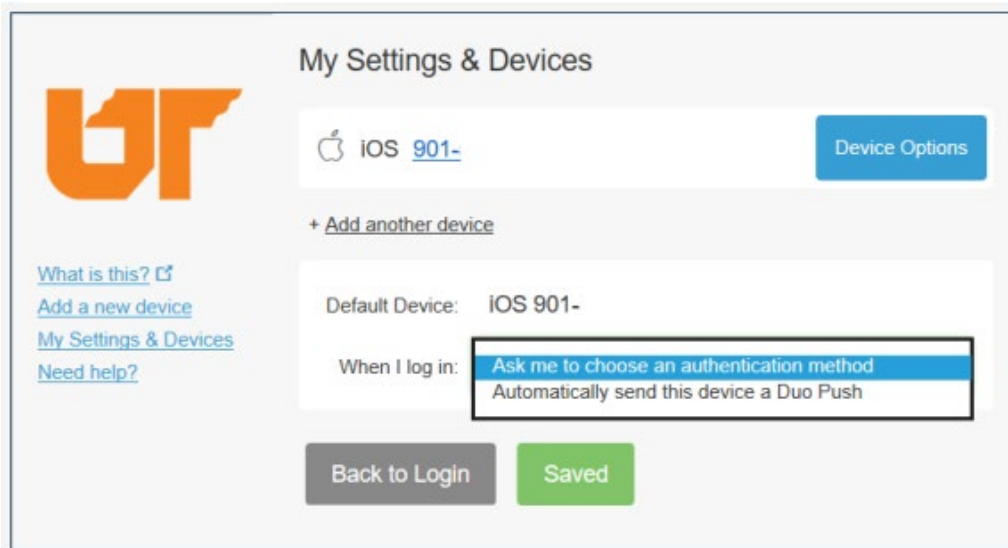 My Settings & Devices
UT
iOS 901-
Device Options
+ Add another device
What is this?
Add a new device
My Settings & Devices
Need help?
Default Device: iOS 901-
When I log in: Ask me to choose an authentication method
Automatically send this device a Duo Push
Back to Login
Saved